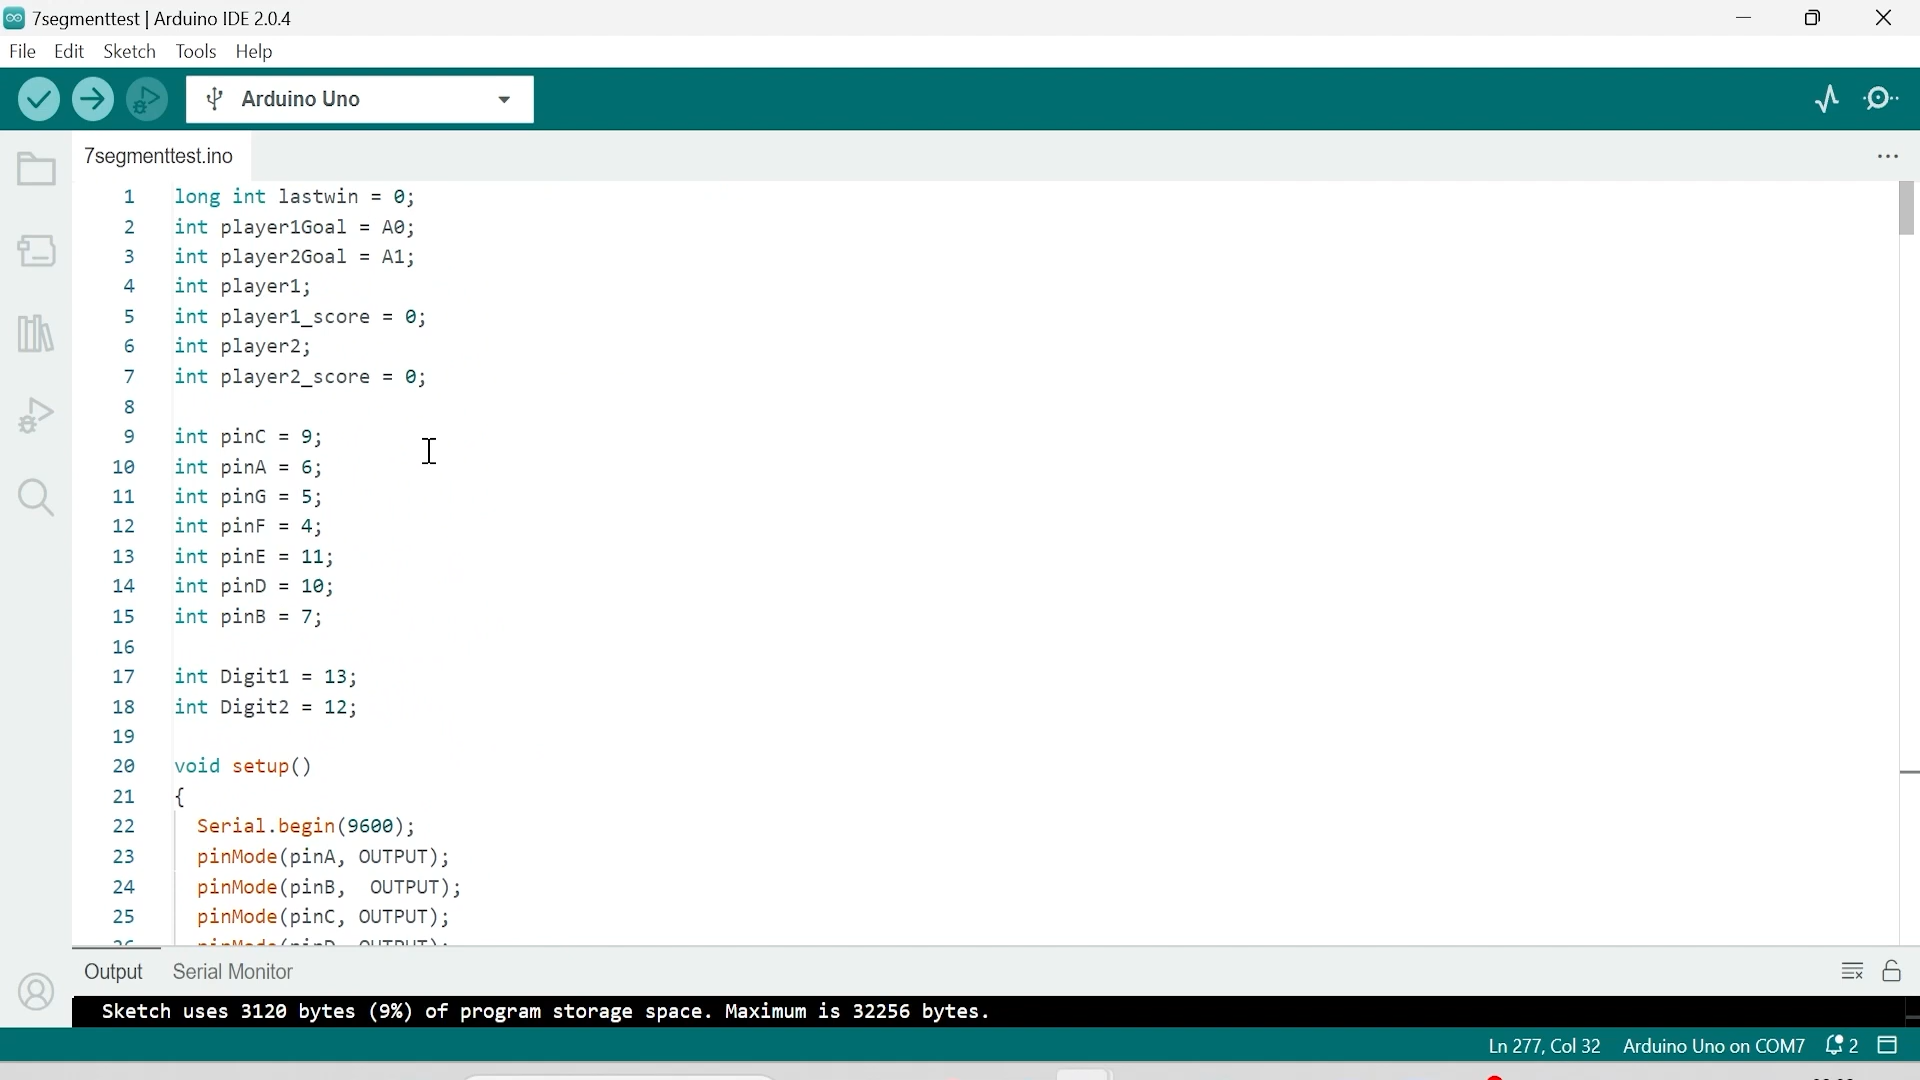 7segmenttest | Arduino IDE 2.0.4
File Edit Sketch Tools Help
Arduino Uno
7segmenttest.ino
1 long int lastwin = 0;
2 int player1Goal = A0;
3 int player2Goal = A1;
4 int player1;
5 int player1_score = 0;
6 int player2;
7 int player2_score = 0;
8
9 int pinC = 9;
10 int pinA = 6;
11 int pinG = 5;
12 int pinF = 4;
13 int pinE = 11;
14 int pinD = 10;
15 int pinB = 7;
16
17 int Digit1 = 13;
18 int Digit2 = 12;
19
20 void setup()
21 {
22 Serial.begin(9600);
23 pinMode(pinA, OUTPUT);
24 pinMode(pinB,  OUTPUT);
25 pinMode(pinC, OUTPUT);
26 pinMode(pinD, OUTPUT);
Output Serial Monitor
Sketch uses 3120 bytes (9%) of program storage space. Maximum is 32256 bytes.
Ln 277, Col 32 Arduino Uno on COM7 2